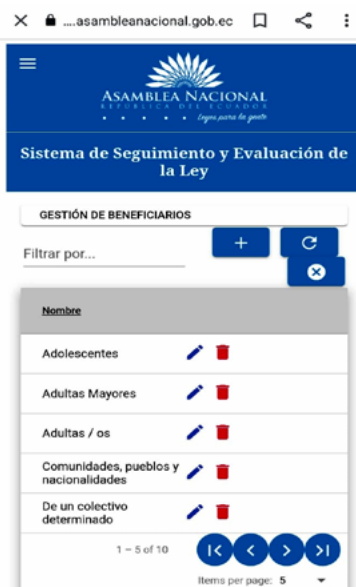 ....asambleanacional.gob.ec
ASAMBLEA NACIONAL
REPÚBLICA DEL ECUADOR
Leyes para la gente
Sistema de Seguimiento y Evaluación de
la Ley
GESTIÓN DE BENEFICIARIOS
Filtrar por...
Nombre
Adolescentes
Adultas Mayores
Adultas / os
Comunidades, pueblos y
nacionalidades
De un colectivo
determinado
1 – 5 of 10
Items per page: 5